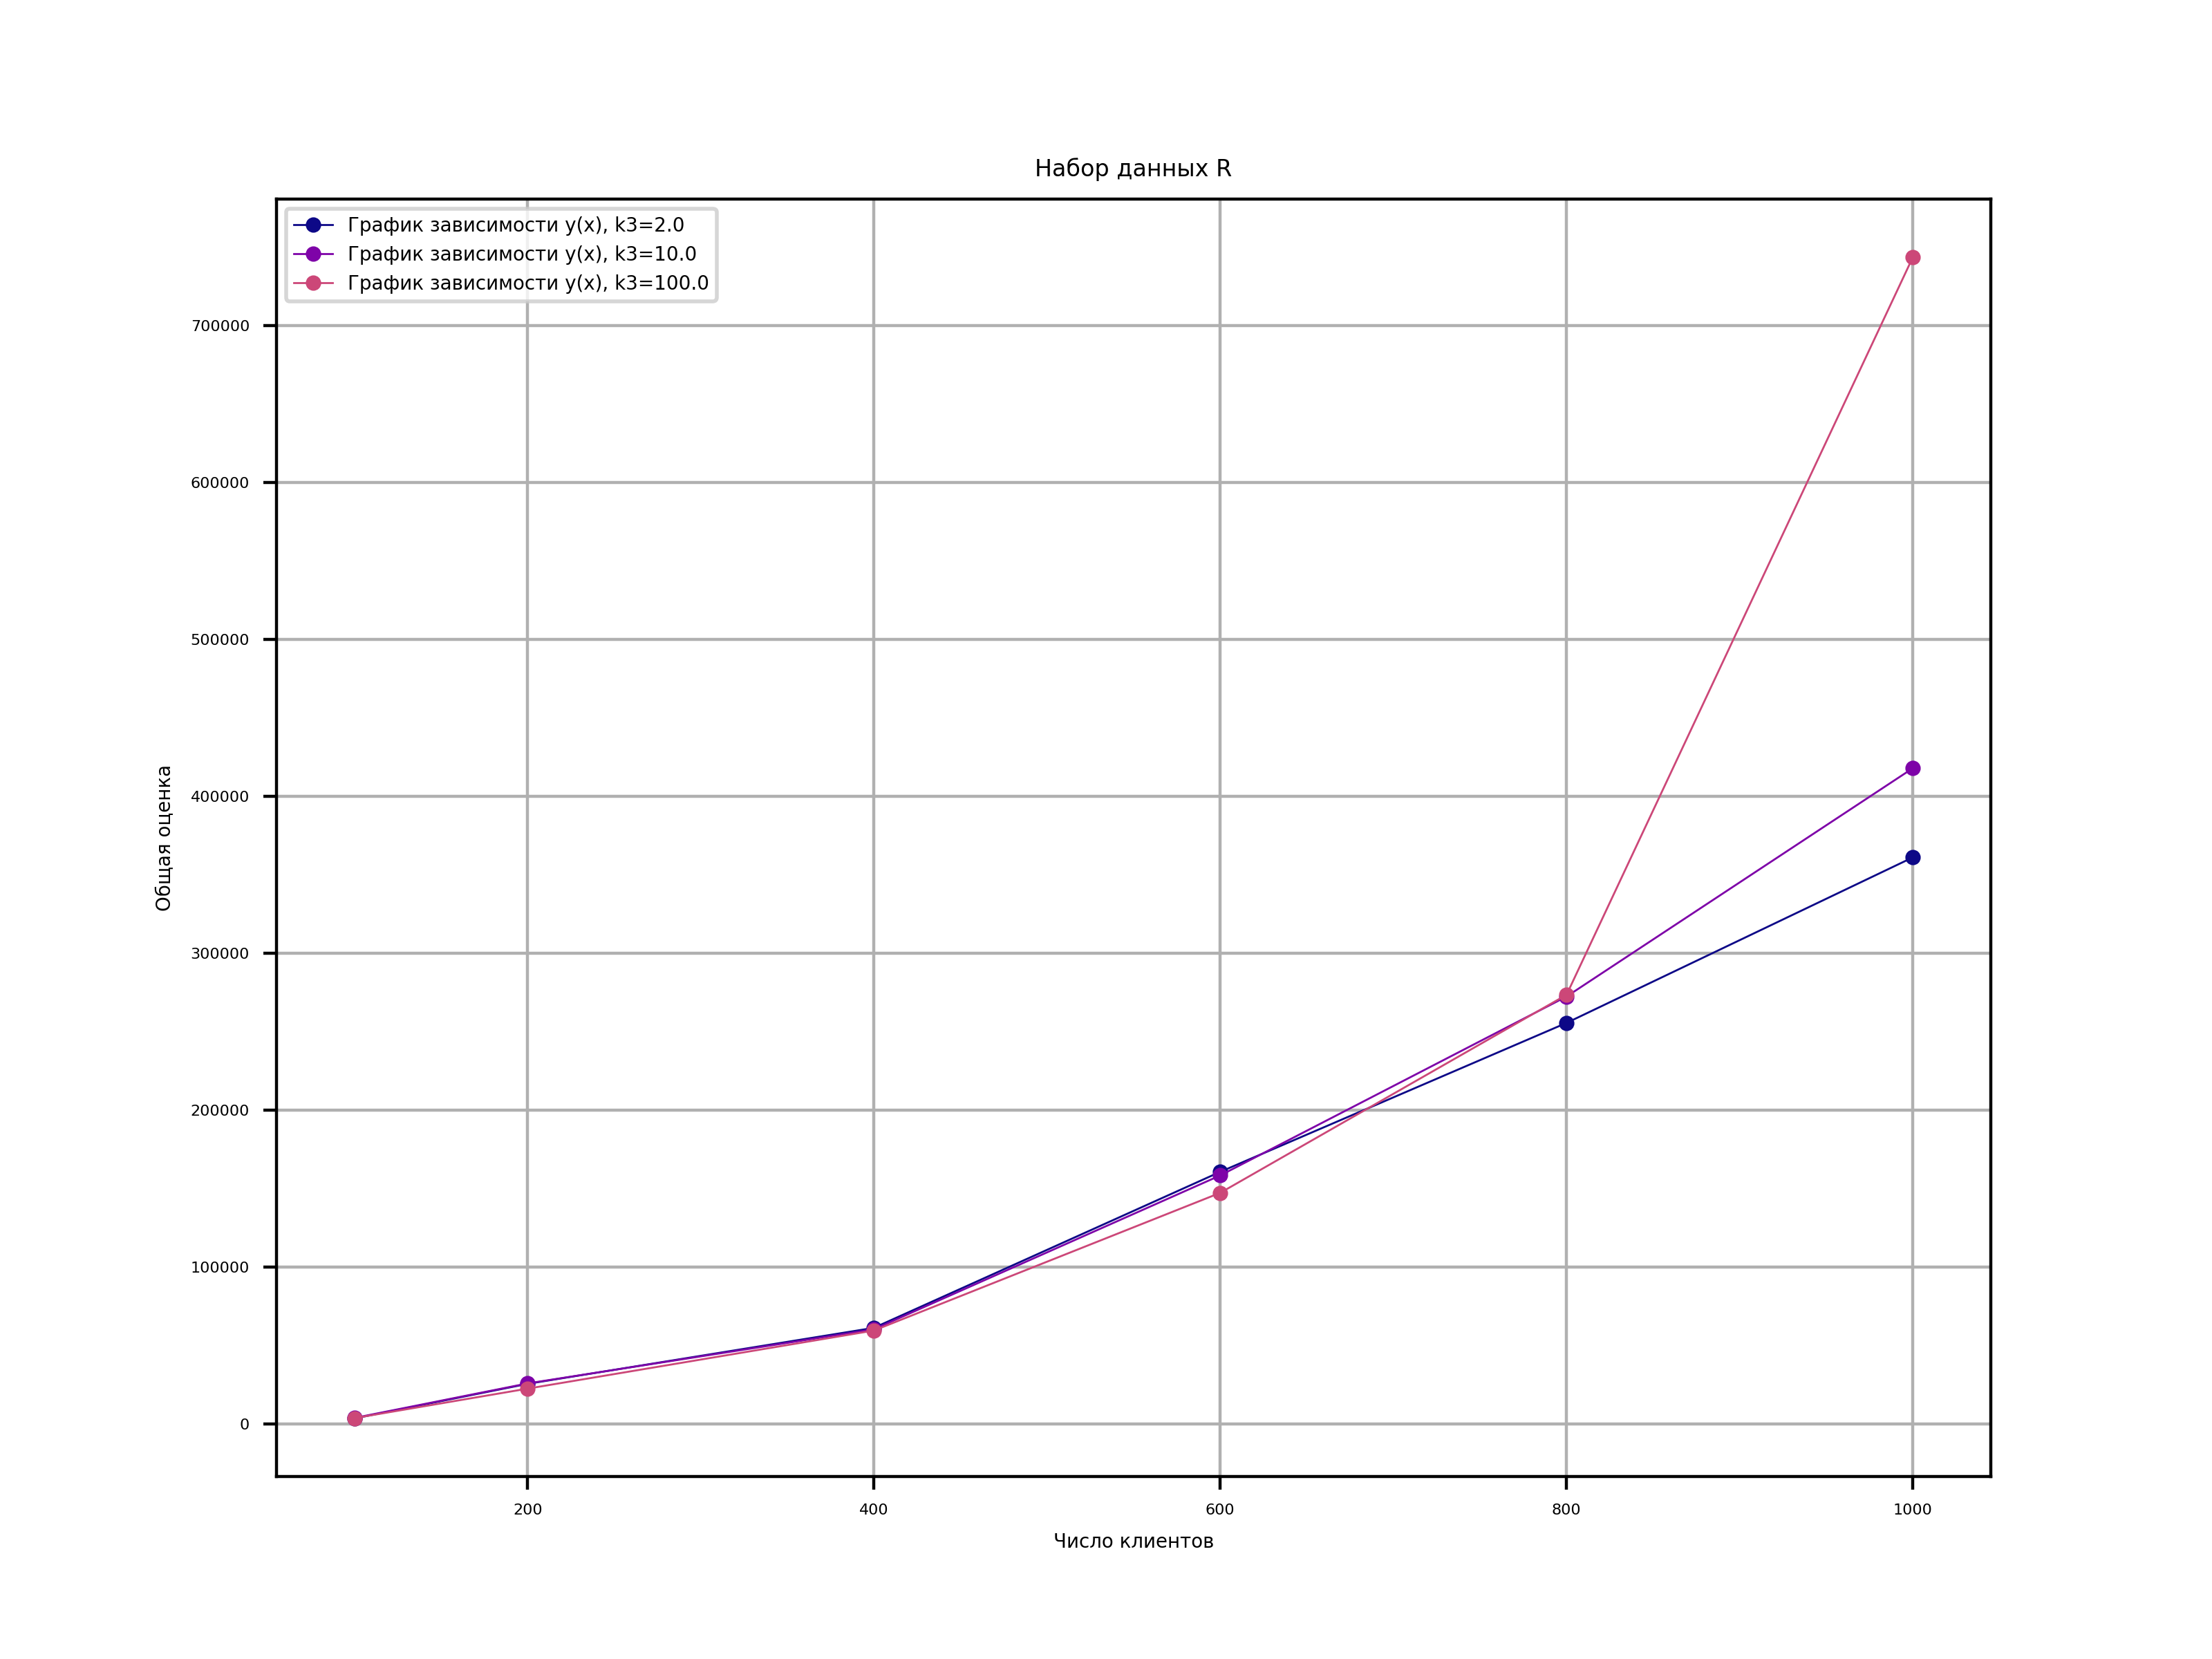 Набор данных R
График зависимости y(x), k3=2.0
График зависимости y(x), k3=10.0
График зависимости y(x), k3=100.0
700000
600000
500000
400000
300000
200000
100000
0
Общая оценка
200 400 600 800 1000
Число клиентов